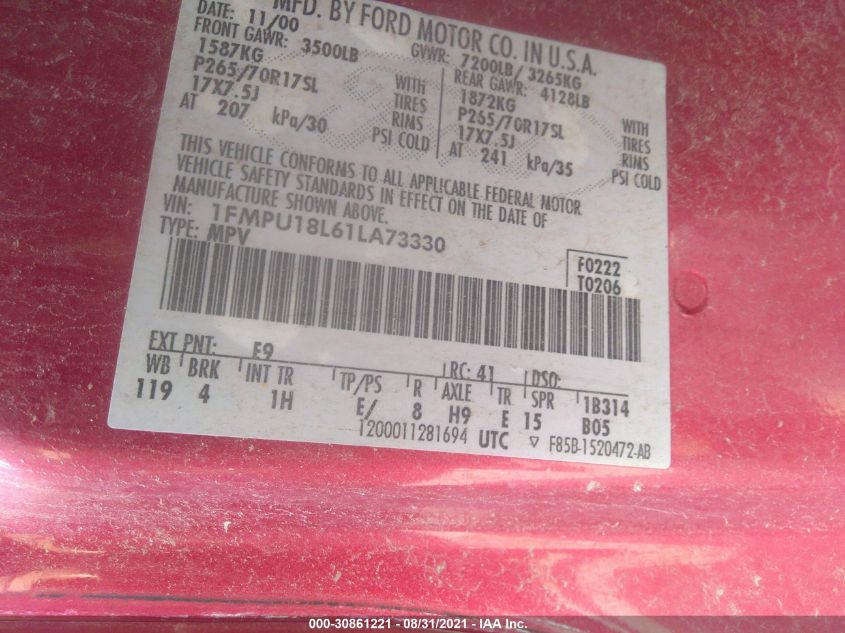 MFD. BY FORD MOTOR CO. IN U.S.A.
DATE: 11/00 GVWR: 7200LB/ 3265KG
FRONT GAWR: 3500LB REAR GAWR: 4128LB
1587KG WITH 1872KG WITH
P265/70R17SL TIRES P265/70R17SL TIRES
17X7.5J RIMS 17X7.5J RIMS
AT 207 kPa/30 PSI COLD AT 241 kPa/35 PSI COLD
THIS VEHICLE CONFORMS TO ALL APPLICABLE FEDERAL MOTOR
VEHICLE SAFETY STANDARDS IN EFFECT ON THE DATE OF
MANUFACTURE SHOWN ABOVE.
VIN: 1FMPU18L61LA73330
TYPE: MPV
F0222
T0206
EXT PNT: E9 RC: 41 DSO:
WB BRK INT TR TP/PS R AXLE TR SPR 1B314
119 4 1H E/ 8 H9 E 15 B05
1200011281694 UTC ▽ F85B-1520472-AB
000-30861221 - 08/31/2021 - IAA Inc.